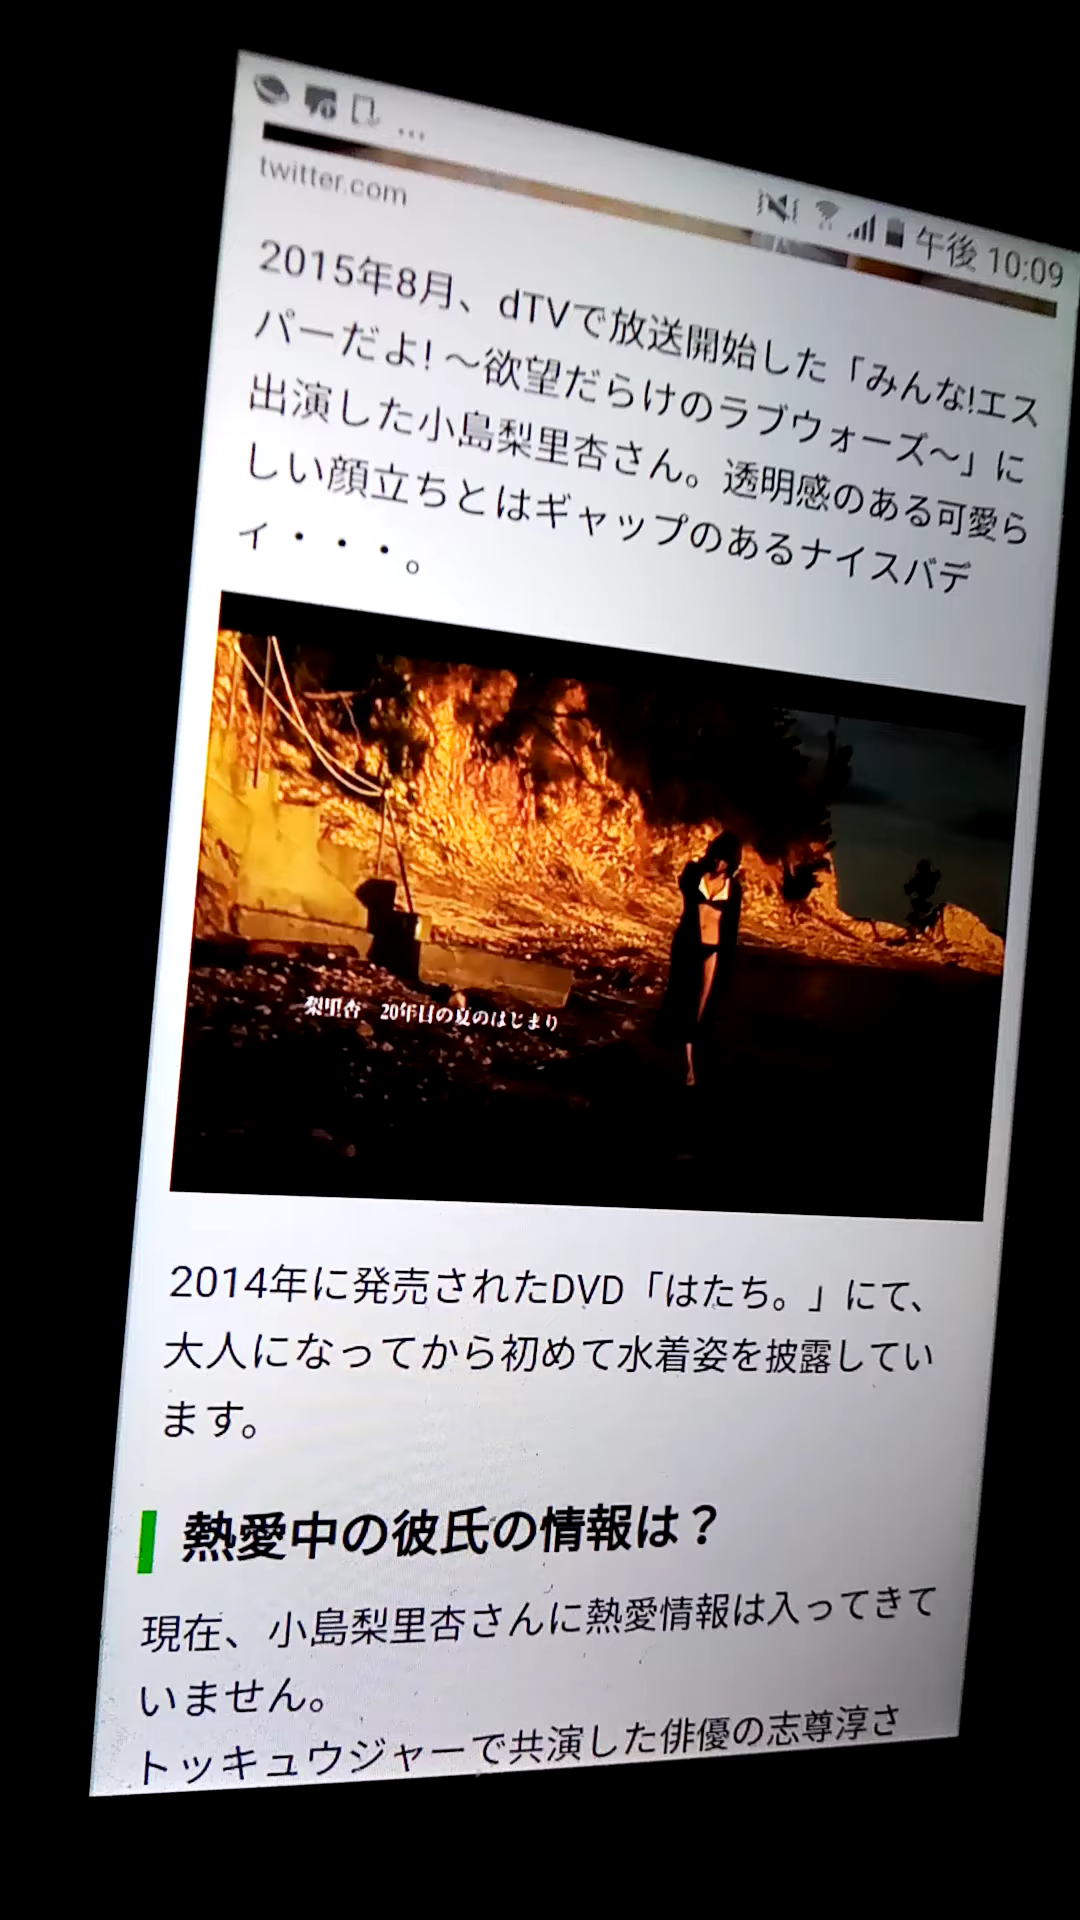 午後 10:09
twitter.com
2015年8月、dTVで放送開始した「みんな!エス
パーだよ! 〜欲望だらけのラブウォーズ〜」に
出演した小島梨里杏さん。透明感のある可愛ら
しい顔立ちとはギャップのあるナイスバデ
ィ・・・。
梨里杏 20年目の夏のはじまり
2014年に発売されたDVD「はたち。」にて、
大人になってから初めて水着姿を披露してい
ます。
熱愛中の彼氏の情報は？
現在、小島梨里杏さんに熱愛情報は入ってきて
いません。
トッキュウジャーで共演した俳優の志尊淳さ